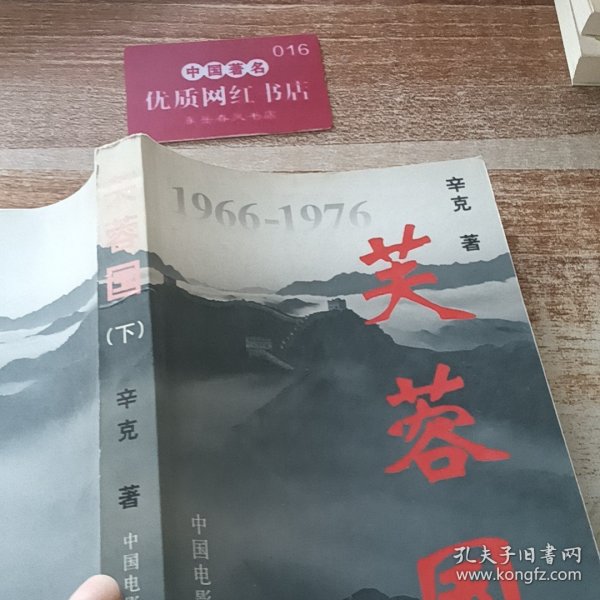 016
中国著名
优质网红书店
1966-1976
辛克 著
芙蓉国
芙蓉国(下)
辛克 著
中国电影
中国电影
孔夫子旧书网
www.kongfz.com